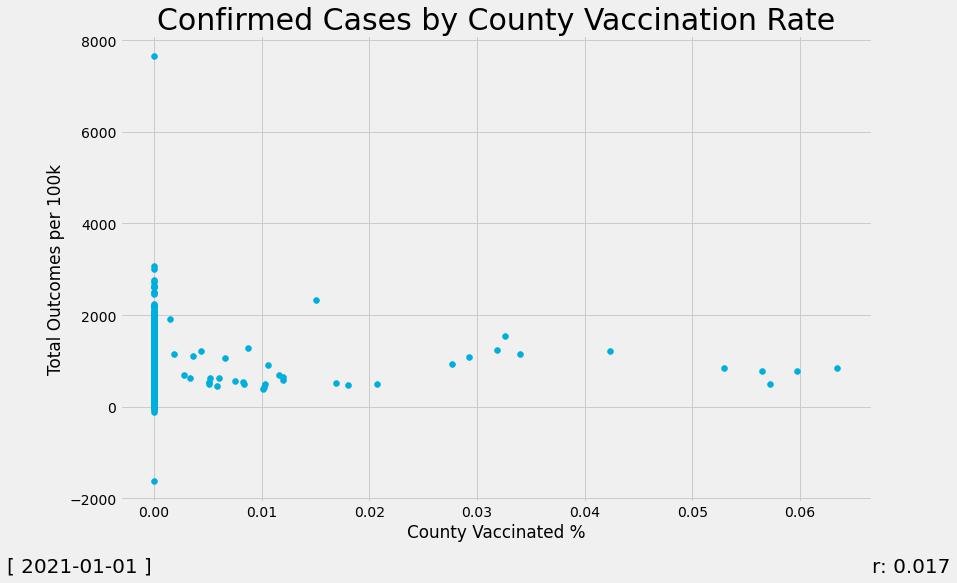 Confirmed Cases by County Vaccination Rate
8000
6000
4000
2000
0
−2000
Total Outcomes per 100k
0.00 0.01 0.02 0.03 0.04 0.05 0.06
County Vaccinated %
[ 2021-01-01 ] r: 0.017